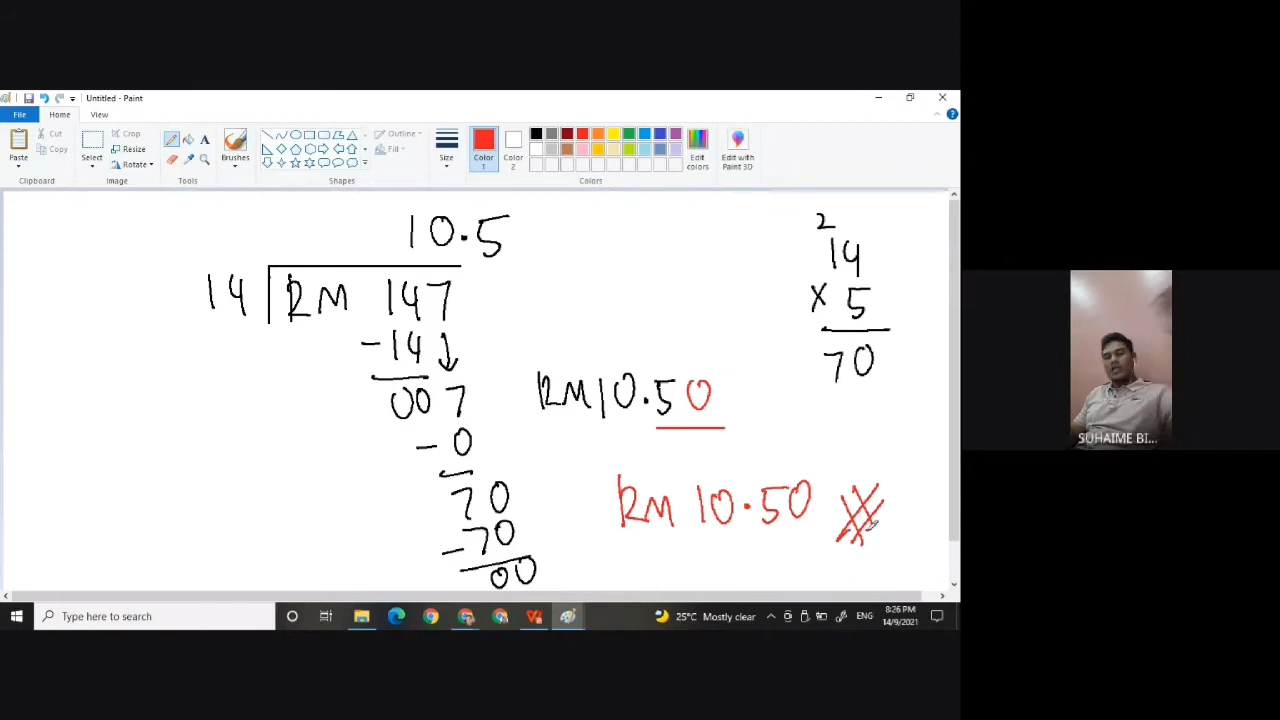 Untitled - Paint
File Home View
Paste
Cut
Copy
Clipboard
Select
Crop
Resize
Rotate
Image
Tools
Brushes
Shapes
Outline
Fill
Size
Color 1
Color 2
Edit colors
Colors
Edit with Paint 3D
10.5
14 RM 147
-14
007
-0
70
-70
00
RM10.50
RM 10.50
2
14
x 5
70
SUHAIME BI...
Type here to search
25°C Mostly clear
ENG
8:26 PM
14/9/2021